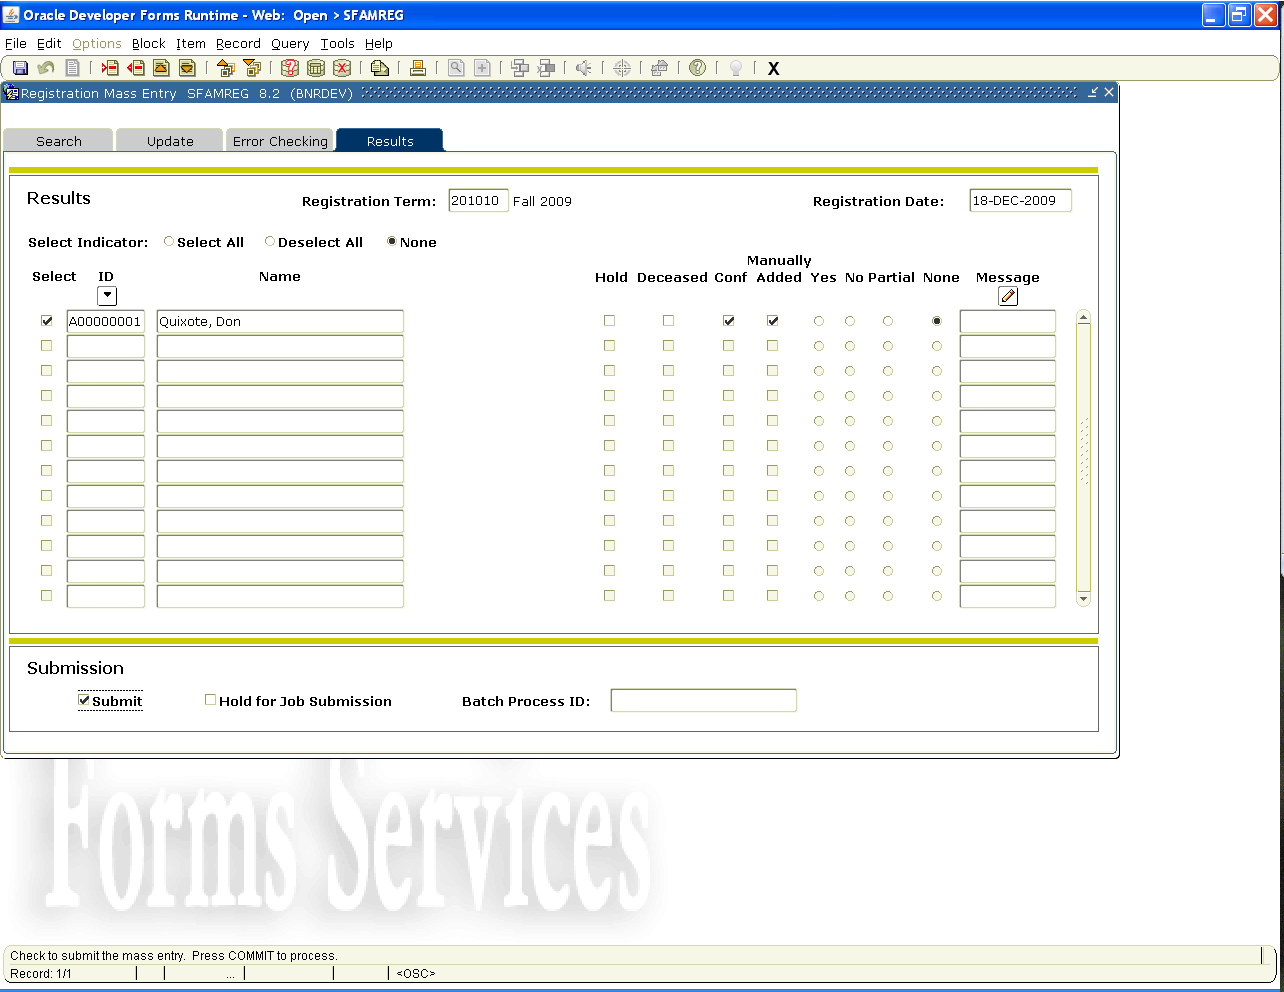 Oracle Developer Forms Runtime - Web:  Open > SFAMREG
File Edit Options Block Item Record Query Tools Help
Registration Mass Entry  SFAMREG  8.2  (BNRDEV)
Search Update Error Checking Results
Results Registration Term: 201010 Fall 2009 Registration Date: 18-DEC-2009
Select Indicator: Select All Deselect All None
Manually
Select ID Name Hold Deceased Conf Added Yes No Partial None Message
A00000001 Quixote, Don
Submission
Submit Hold for Job Submission Batch Process ID:
Forms Services
Check to submit the mass entry.  Press COMMIT to process.
Record: 1/1 ... <OSC>